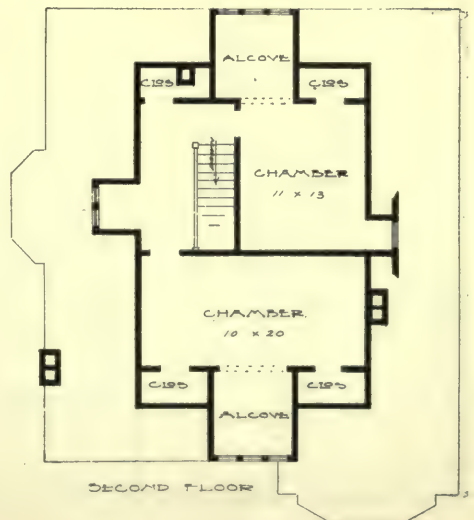 ALCOVE
CLOS
CLOS
CHAMBER
11 x 13
CHAMBER.
10 x 20
CLOS
CLOS
ALCOVE
SECOND FLOOR